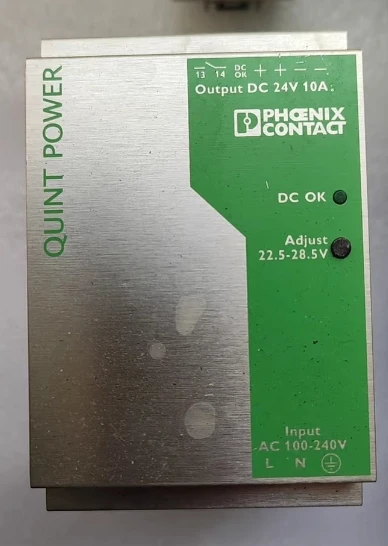 QUINT POWER
13 14 DC OK + + − −
Output DC 24V 10A
PHŒNIX
CONTACT
DC OK
Adjust
22.5-28.5V
Input
AC 100-240V
L N